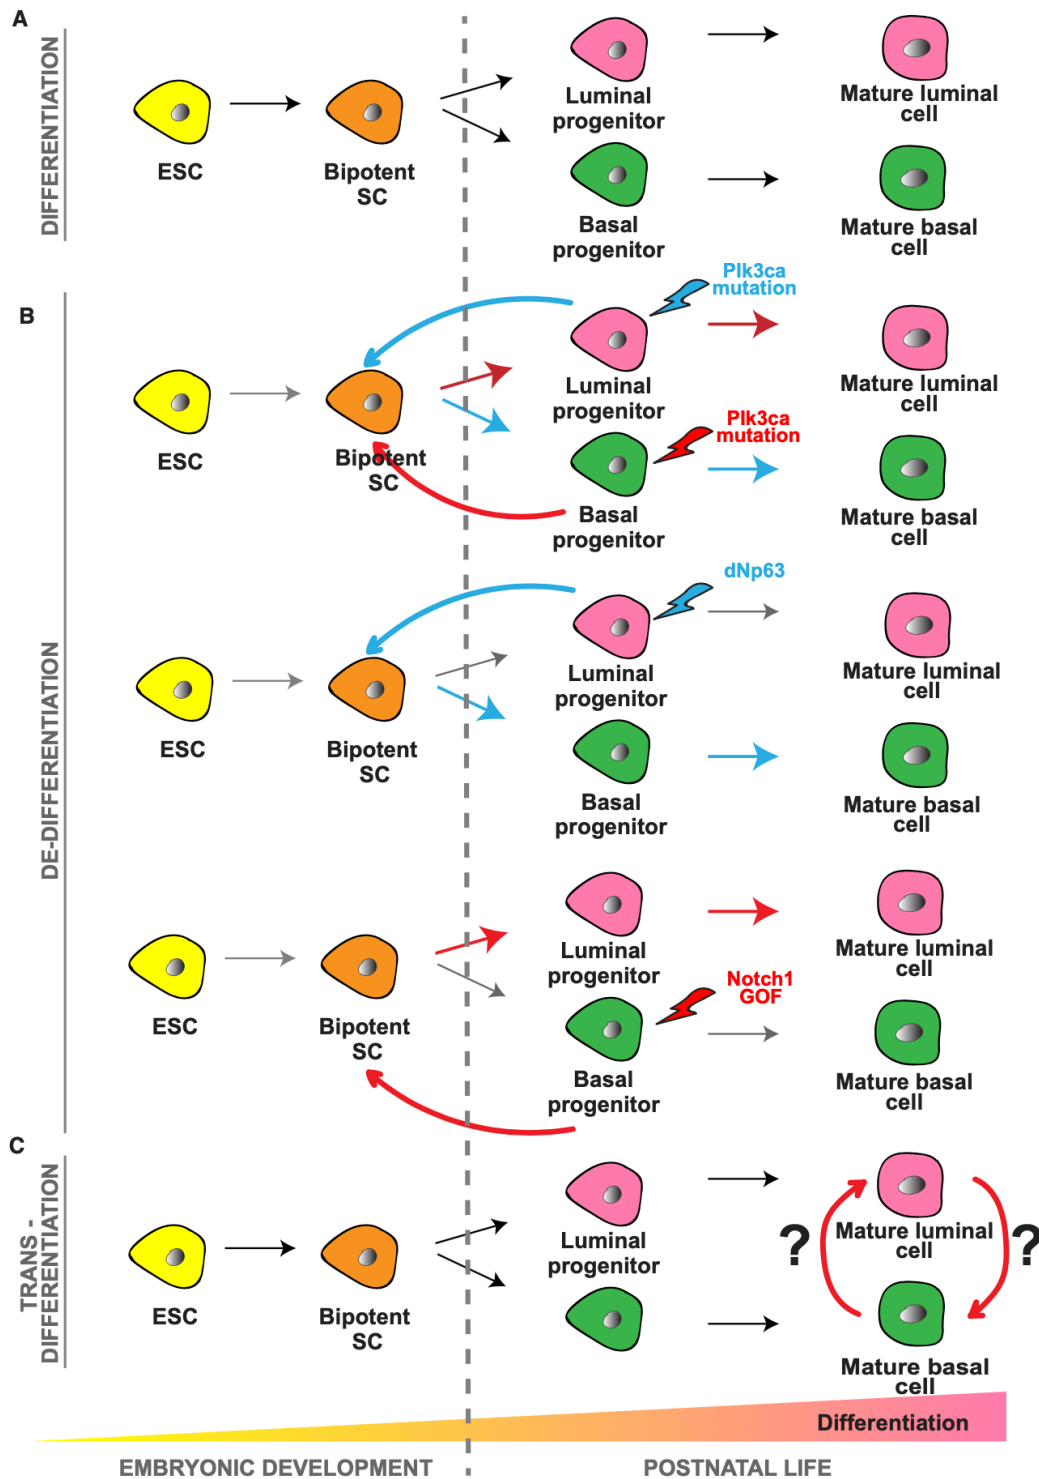 A
DIFFERENTIATION
ESC
Bipotent
SC
Luminal
progenitor
Mature luminal
cell
Basal
progenitor
Mature basal
cell
B
DE-DIFFERENTIATION
PIk3ca
mutation
ESC
Bipotent
SC
Luminal
progenitor
Mature luminal
cell
PIk3ca
mutation
Basal
progenitor
Mature basal
cell
dNp63
ESC
Bipotent
SC
Luminal
progenitor
Mature luminal
cell
Basal
progenitor
Mature basal
cell
ESC
Bipotent
SC
Luminal
progenitor
Mature luminal
cell
Notch1
GOF
Basal
progenitor
Mature basal
cell
C
TRANS -
DIFFERENTIATION
ESC
Bipotent
SC
Luminal
progenitor
Mature luminal
cell
?
?
Mature basal
cell
Differentiation
EMBRYONIC DEVELOPMENT
POSTNATAL LIFE